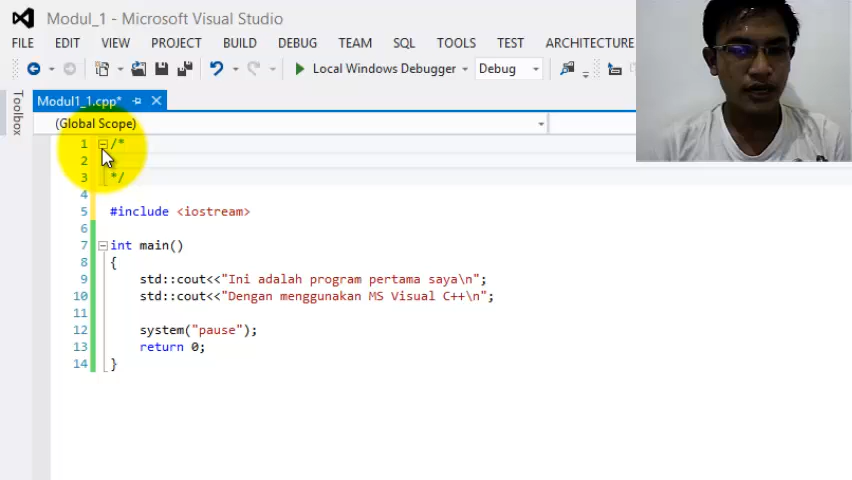 Modul_1 - Microsoft Visual Studio
FILE EDIT VIEW PROJECT BUILD DEBUG TEAM SQL TOOLS TEST ARCHITECTURE
Local Windows Debugger Debug
Toolbox
Modul1_1.cpp*
(Global Scope)
1 /*
2
3 */
4
5 #include <iostream>
6
7 int main()
8 {
9 std::cout<<"Ini adalah program pertama saya\n";
10 std::cout<<"Dengan menggunakan MS Visual C++\n";
11
12 system("pause");
13 return 0;
14 }